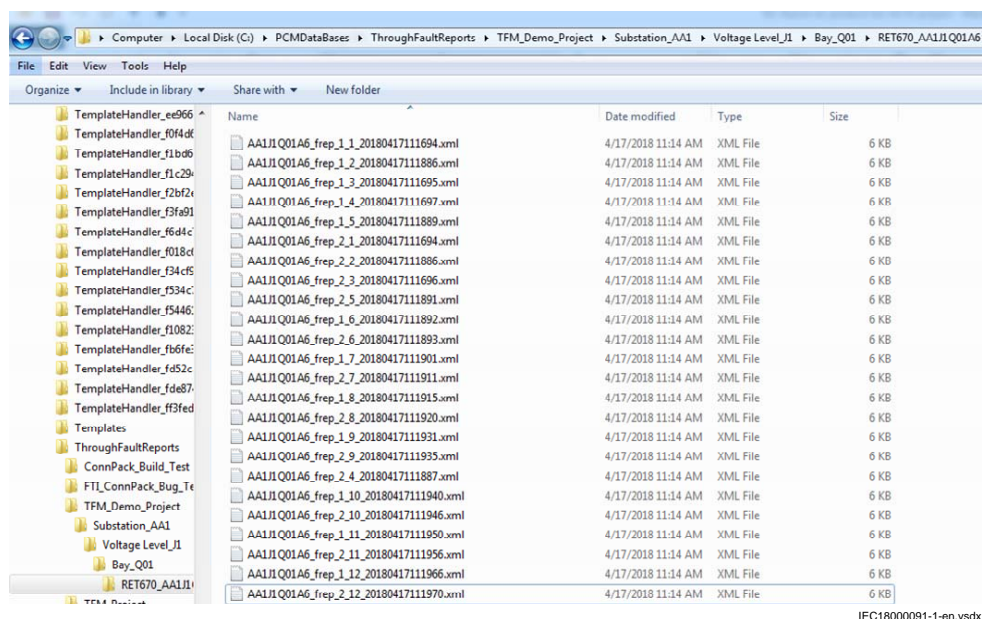 Computer ▸ Local Disk (C:) ▸ PCMDataBases ▸ ThroughFaultReports ▸ TFM_Demo_Project ▸ Substation_AA1 ▸ Voltage Level_J1 ▸ Bay_Q01 ▸ RET670_AA1J1Q01A6
File Edit View Tools Help
Organize ▾ Include in library ▾ Share with ▾ New folder
TemplateHandler_ee966
TemplateHandler_f0f4d6
TemplateHandler_f1bd6
TemplateHandler_f1c294
TemplateHandler_f2bf2e
TemplateHandler_f3fa91
TemplateHandler_f6d4c
TemplateHandler_f018c
TemplateHandler_f34cf9
TemplateHandler_f534c
TemplateHandler_f5446
TemplateHandler_f1082
TemplateHandler_fb6fe
TemplateHandler_fd52c
TemplateHandler_fde87
TemplateHandler_ff3fed
Templates
ThroughFaultReports
ConnPack_Build_Test
FTI_ConnPack_Bug_Te
TFM_Demo_Project
Substation_AA1
Voltage Level_J1
Bay_Q01
RET670_AA1J1
TFM_Project
Name Date modified Type Size
AA1J1Q01A6_frep_1_1_20180417111694.xml 4/17/2018 11:14 AM XML File 6 KB
AA1J1Q01A6_frep_1_2_20180417111886.xml 4/17/2018 11:14 AM XML File 6 KB
AA1J1Q01A6_frep_1_3_20180417111695.xml 4/17/2018 11:14 AM XML File 6 KB
AA1J1Q01A6_frep_1_4_20180417111697.xml 4/17/2018 11:14 AM XML File 6 KB
AA1J1Q01A6_frep_1_5_20180417111889.xml 4/17/2018 11:14 AM XML File 6 KB
AA1J1Q01A6_frep_2_1_20180417111694.xml 4/17/2018 11:14 AM XML File 6 KB
AA1J1Q01A6_frep_2_2_20180417111886.xml 4/17/2018 11:14 AM XML File 6 KB
AA1J1Q01A6_frep_2_3_20180417111696.xml 4/17/2018 11:14 AM XML File 6 KB
AA1J1Q01A6_frep_2_5_20180417111891.xml 4/17/2018 11:14 AM XML File 6 KB
AA1J1Q01A6_frep_1_6_20180417111892.xml 4/17/2018 11:14 AM XML File 6 KB
AA1J1Q01A6_frep_2_6_20180417111893.xml 4/17/2018 11:14 AM XML File 6 KB
AA1J1Q01A6_frep_1_7_20180417111901.xml 4/17/2018 11:14 AM XML File 6 KB
AA1J1Q01A6_frep_2_7_20180417111911.xml 4/17/2018 11:14 AM XML File 6 KB
AA1J1Q01A6_frep_1_8_20180417111915.xml 4/17/2018 11:14 AM XML File 6 KB
AA1J1Q01A6_frep_2_8_20180417111920.xml 4/17/2018 11:14 AM XML File 6 KB
AA1J1Q01A6_frep_1_9_20180417111931.xml 4/17/2018 11:14 AM XML File 6 KB
AA1J1Q01A6_frep_2_9_20180417111935.xml 4/17/2018 11:14 AM XML File 6 KB
AA1J1Q01A6_frep_2_4_20180417111887.xml 4/17/2018 11:14 AM XML File 6 KB
AA1J1Q01A6_frep_1_10_20180417111940.xml 4/17/2018 11:14 AM XML File 6 KB
AA1J1Q01A6_frep_2_10_20180417111946.xml 4/17/2018 11:14 AM XML File 6 KB
AA1J1Q01A6_frep_1_11_20180417111950.xml 4/17/2018 11:14 AM XML File 6 KB
AA1J1Q01A6_frep_2_11_20180417111956.xml 4/17/2018 11:14 AM XML File 6 KB
AA1J1Q01A6_frep_1_12_20180417111966.xml 4/17/2018 11:14 AM XML File 6 KB
AA1J1Q01A6_frep_2_12_20180417111970.xml 4/17/2018 11:14 AM XML File 6 KB
IEC18000091-1-en.vsdx